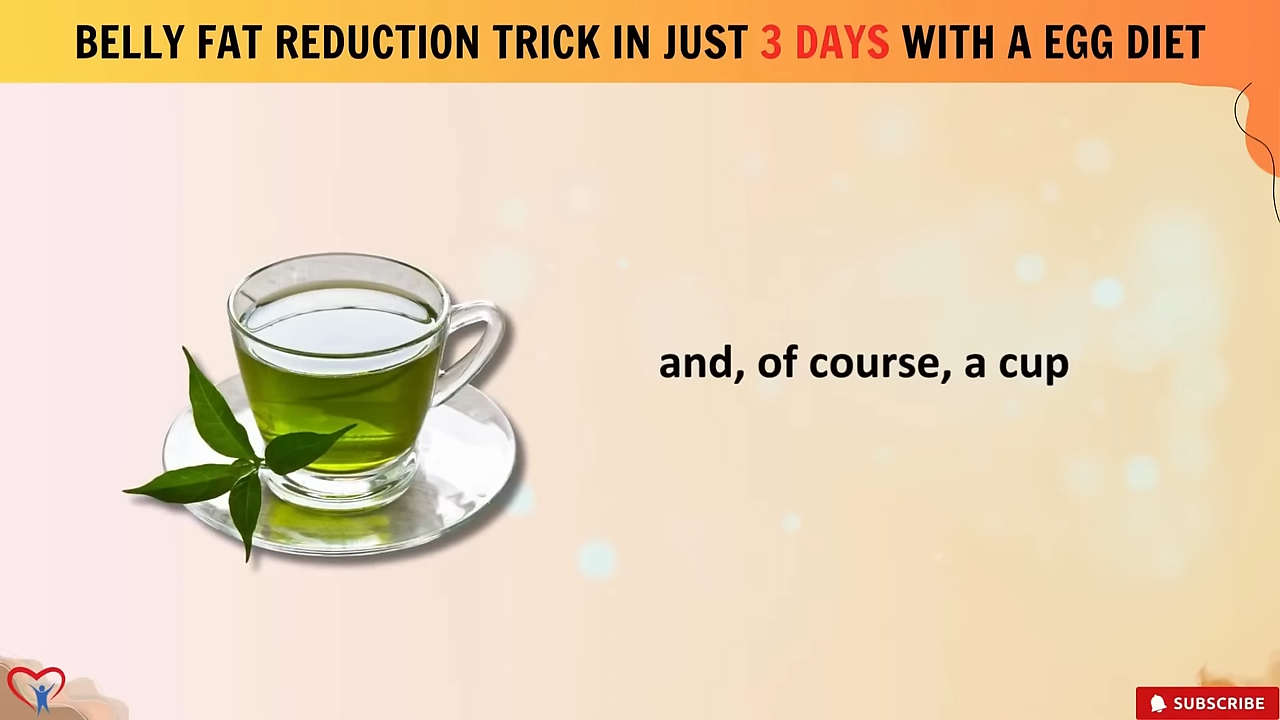 BELLY FAT REDUCTION TRICK IN JUST 3 DAYS WITH A EGG DIET
and, of course, a cup
SUBSCRIBE